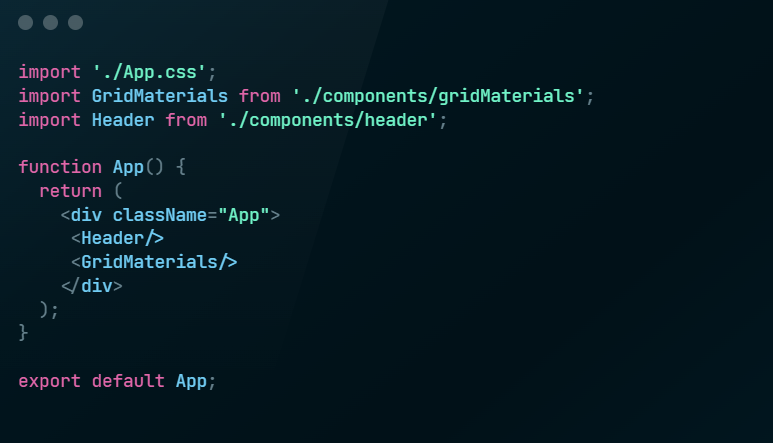 import './App.css';
import GridMaterials from './components/gridMaterials';
import Header from './components/header';

function App() {
  return (
    <div className="App">
     <Header/>
     <GridMaterials/>
    </div>
  );
}

export default App;